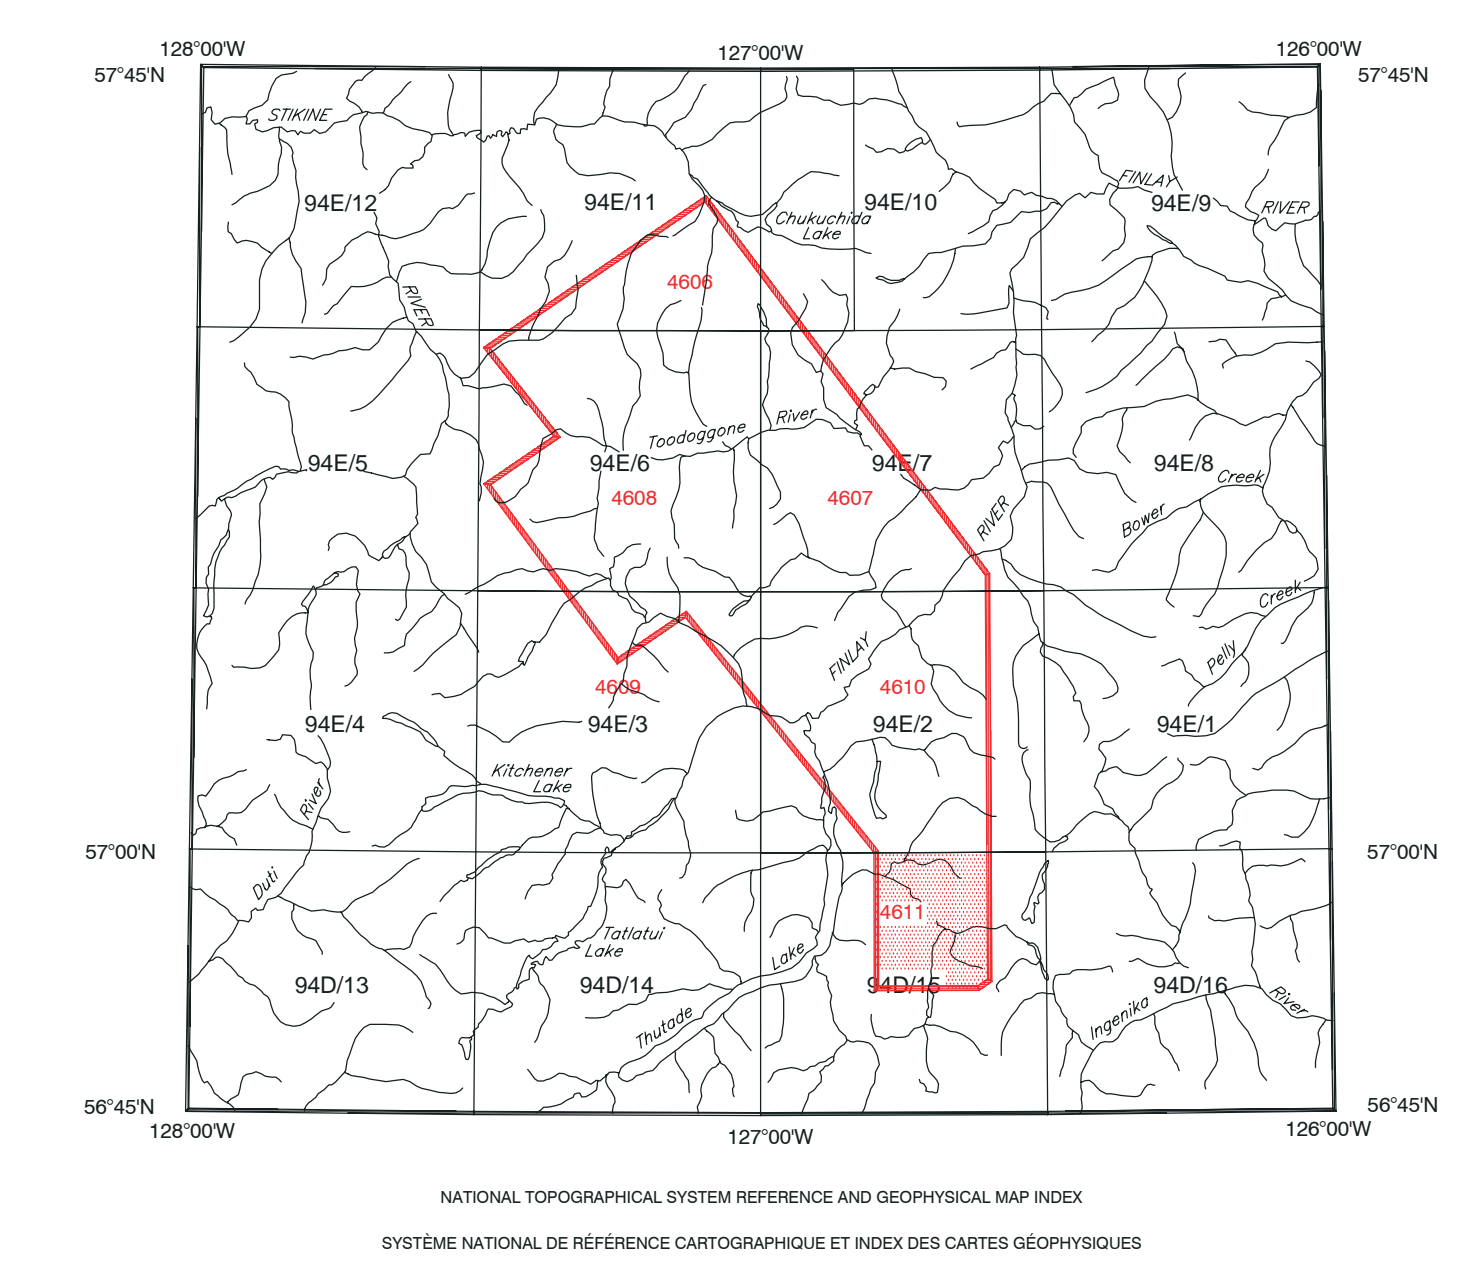 128°00'W
127°00'W
126°00'W
57°45'N
57°45'N
STIKINE
FINLAY
94E/12
94E/11
94E/10
94E/9
RIVER
Chukuchida
Lake
4606
RIVER
Toodoggone
River
94E/5
94E/6
94E/7
94E/8
Creek
4608
4607
RIVER
Bower
Creek
FINLAY
Pelly
4609
4610
94E/4
94E/3
94E/2
94E/1
Kitchener
Lake
River
57°00'N
57°00'N
Duti
4611
Tatlatui
Lake
Lake
94D/13
94D/14
94D/15
94D/16
River
Ingenika
Thutade
56°45'N
56°45'N
128°00'W
127°00'W
126°00'W
NATIONAL TOPOGRAPHICAL SYSTEM REFERENCE AND GEOPHYSICAL MAP INDEX
SYSTÈME NATIONAL DE RÉFÉRENCE CARTOGRAPHIQUE ET INDEX DES CARTES GÉOPHYSIQUES